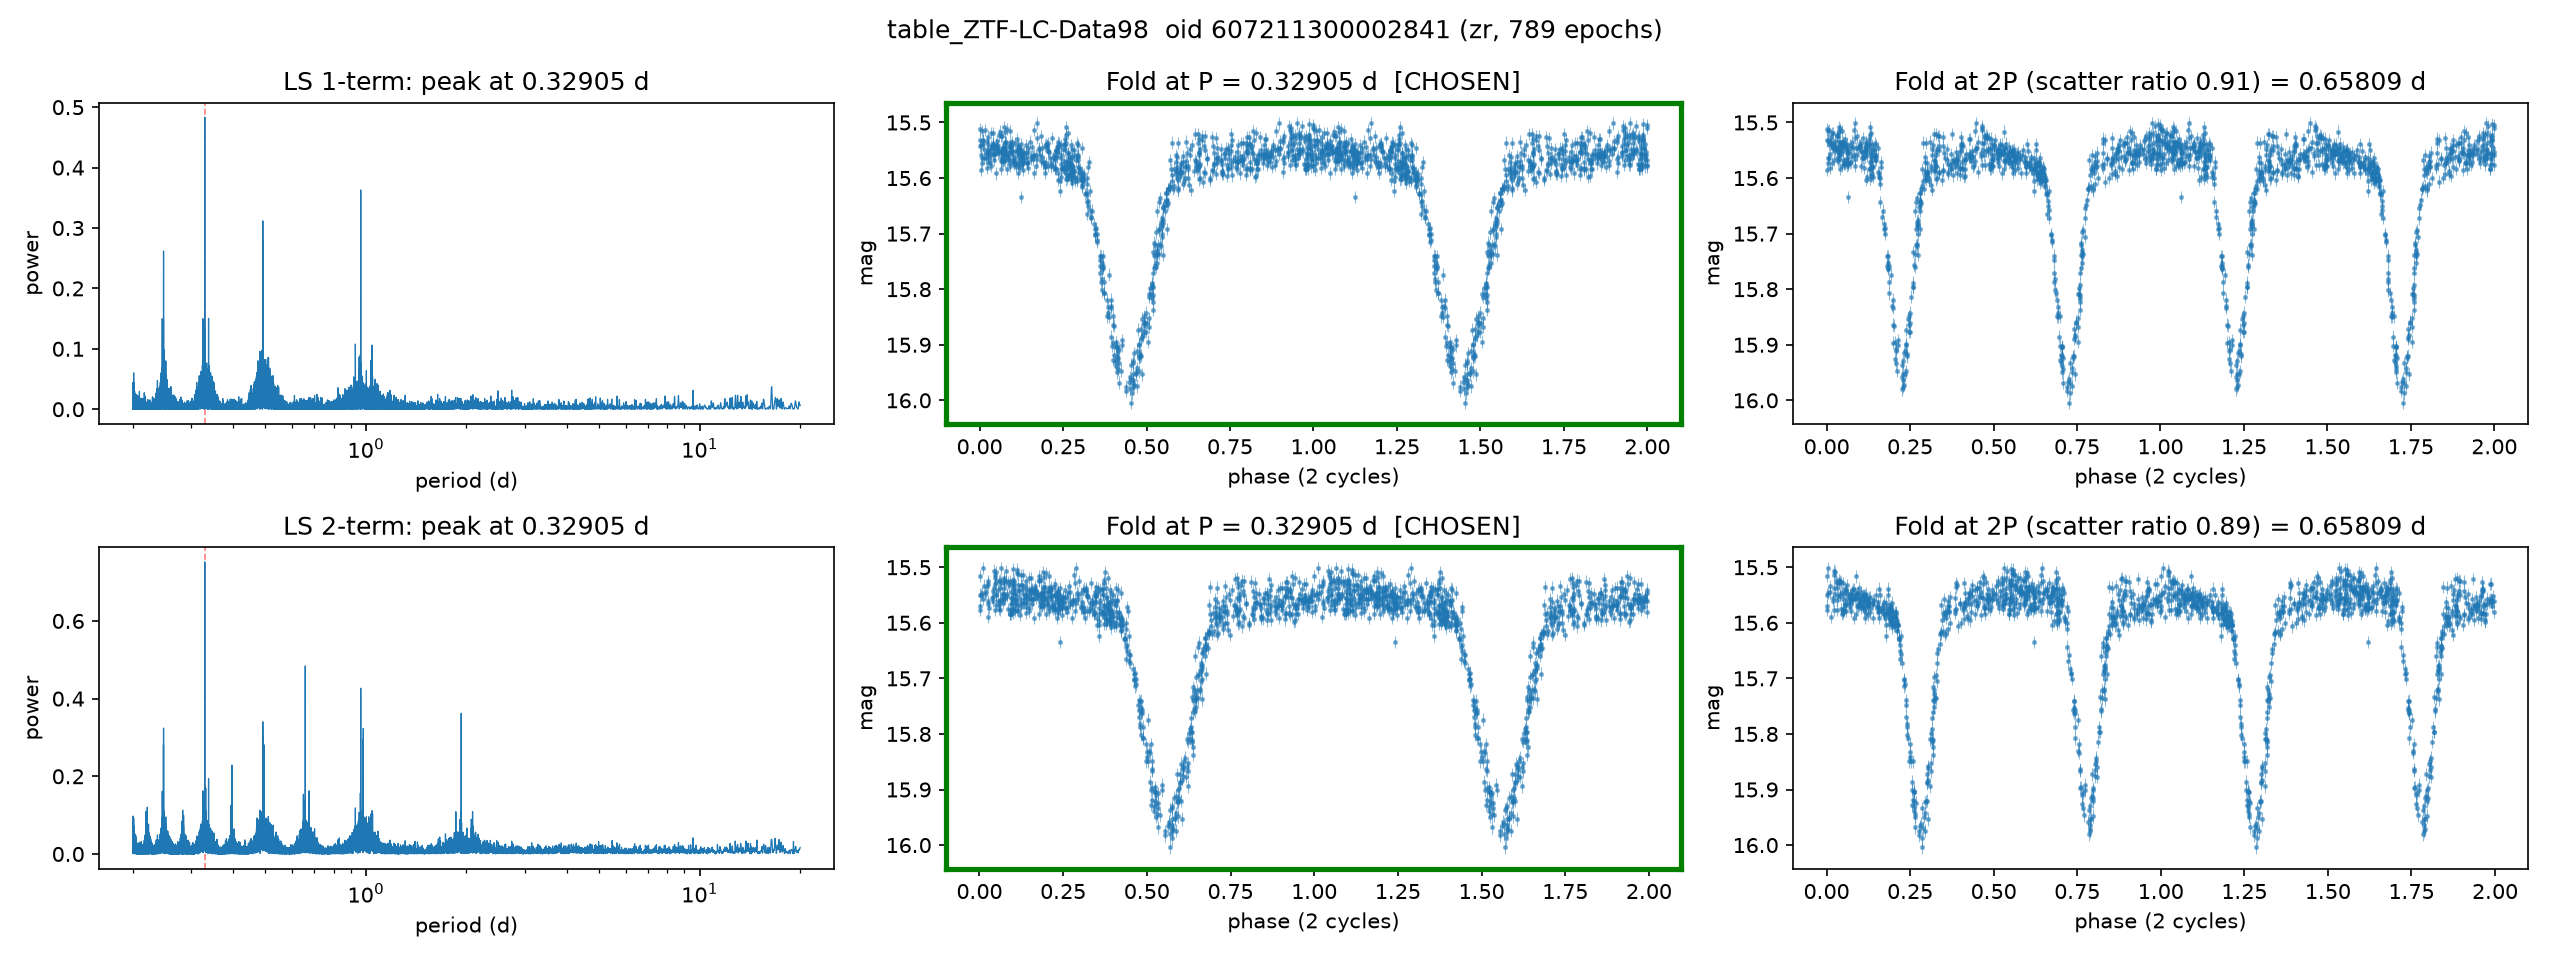 table_ZTF-LC-Data98  oid 607211300002841 (zr, 789 epochs)
LS 1-term: peak at 0.32905 d
Fold at P = 0.32905 d  [CHOSEN]
Fold at 2P (scatter ratio 0.91) = 0.65809 d
power
0.5
0.4
0.3
0.2
0.1
0.0
10⁰
10¹
period (d)
mag
15.5
15.6
15.7
15.8
15.9
16.0
0.00 0.25 0.50 0.75 1.00 1.25 1.50 1.75 2.00
phase (2 cycles)
mag
15.5
15.6
15.7
15.8
15.9
16.0
0.00 0.25 0.50 0.75 1.00 1.25 1.50 1.75 2.00
phase (2 cycles)
LS 2-term: peak at 0.32905 d
Fold at P = 0.32905 d  [CHOSEN]
Fold at 2P (scatter ratio 0.89) = 0.65809 d
power
0.6
0.4
0.2
0.0
10⁰
10¹
period (d)
mag
15.5
15.6
15.7
15.8
15.9
16.0
0.00 0.25 0.50 0.75 1.00 1.25 1.50 1.75 2.00
phase (2 cycles)
mag
15.5
15.6
15.7
15.8
15.9
16.0
0.00 0.25 0.50 0.75 1.00 1.25 1.50 1.75 2.00
phase (2 cycles)